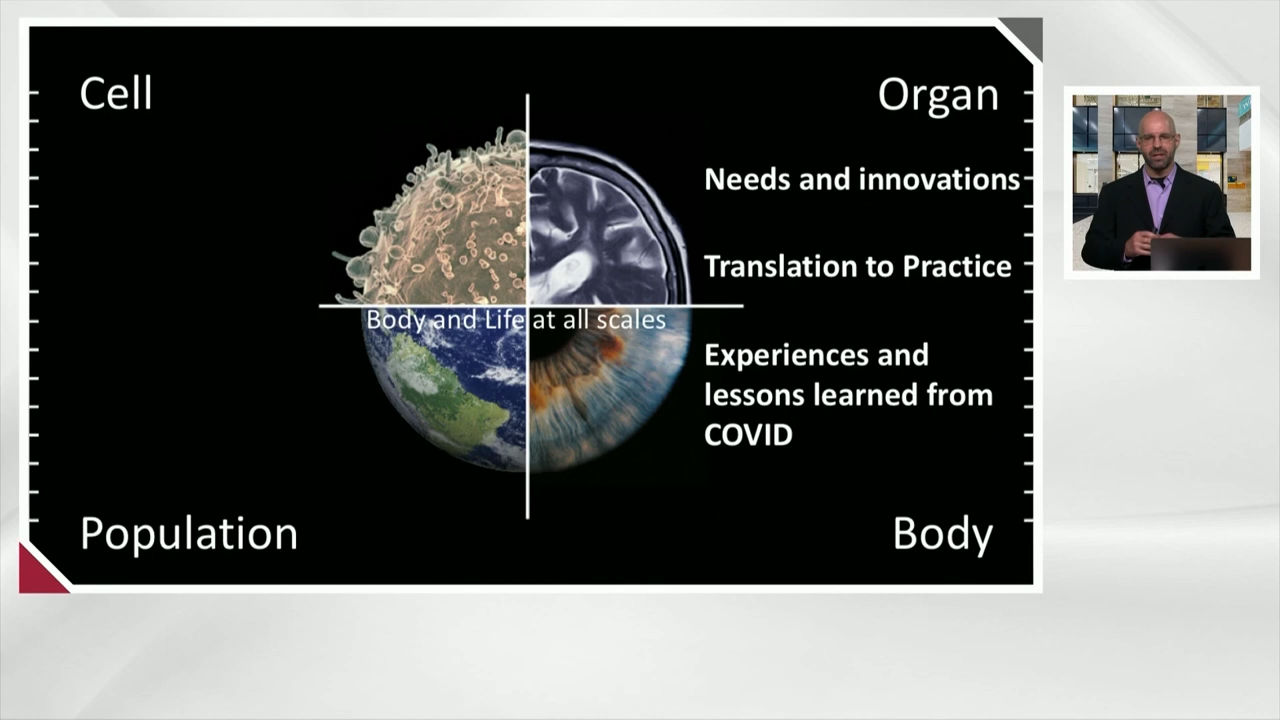 Cell
Organ
Needs and innovations
Translation to Practice
Body and Life at all scales
Experiences and
lessons learned from
COVID
Population
Body